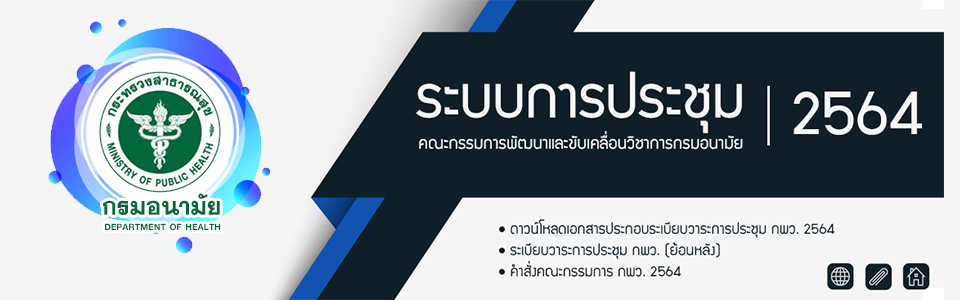 กระทรวงสาธารณสุข
MINISTRY OF PUBLIC HEALTH
กรมอนามัย
DEPARTMENT OF HEALTH
ระบบการประชุม | 2564
คณะกรรมการพัฒนาและขับเคลื่อนวิชาการกรมอนามัย
• ดาวน์โหลดเอกสารประกอบระเบียบวาระการประชุม กพว. 2564
• ระเบียบวาระการประชุม กพว. (ย้อนหลัง)
• คำสั่งคณะกรรมการ กพว. 2564